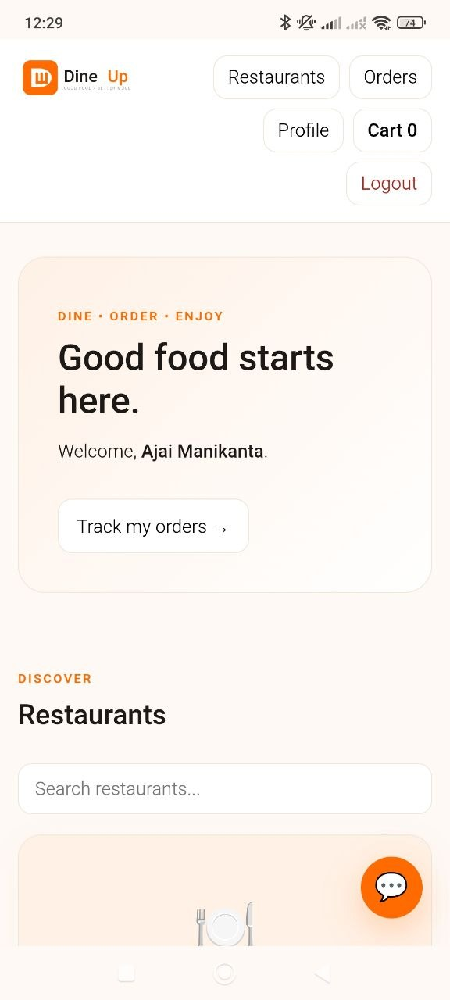 12:29
74
Dine Up
GOOD FOOD • BETTER MOOD
Restaurants
Orders
Profile
Cart 0
Logout
DINE • ORDER • ENJOY
Good food starts
here.
Welcome, Ajai Manikanta.
Track my orders →
DISCOVER
Restaurants
Search restaurants...